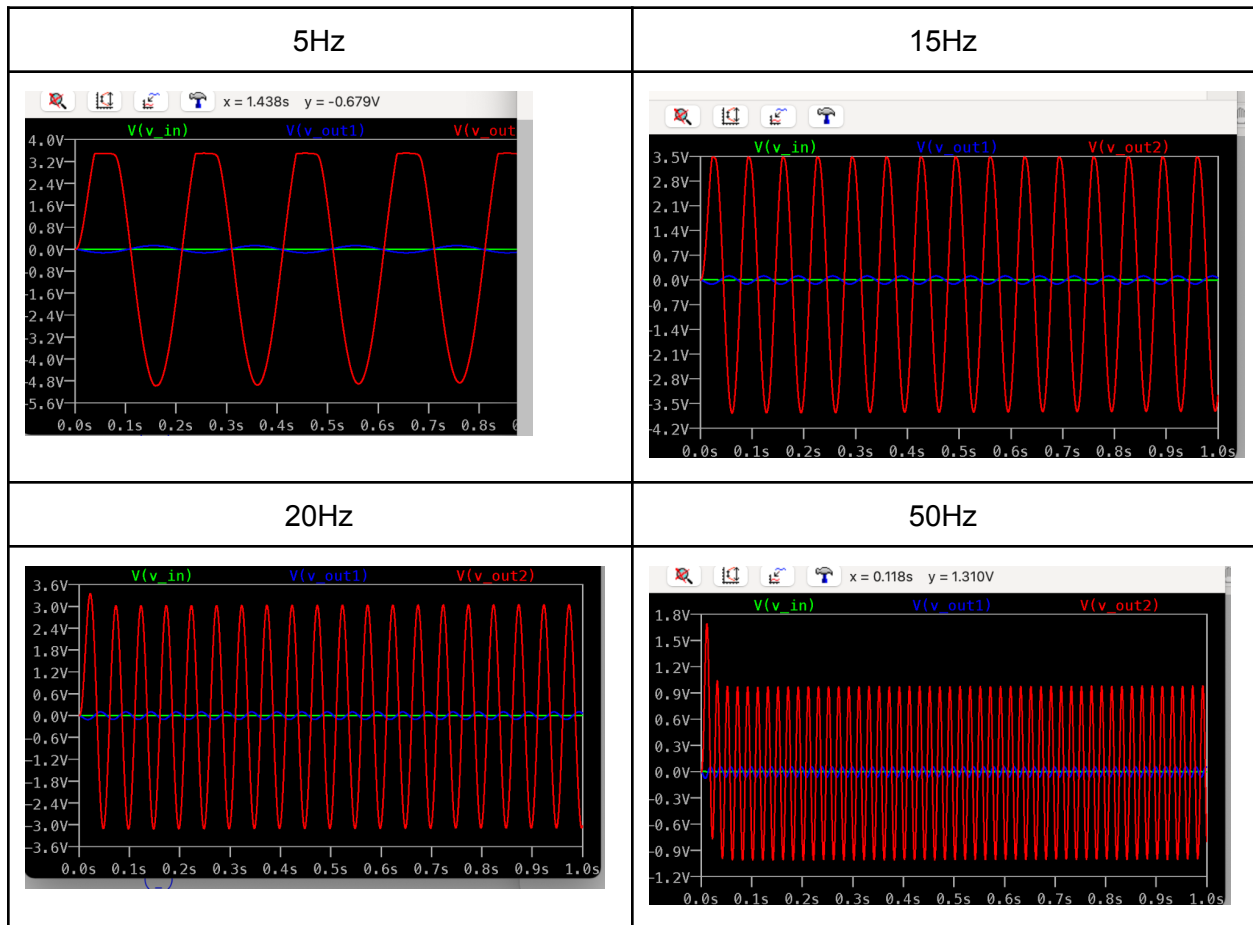 5Hz
15Hz
x = 1.438s y = -0.679V
V(v_in) V(v_out1) V(v_out
4.0V
3.2V
2.4V
1.6V
0.8V
0.0V
-0.8V
-1.6V
-2.4V
-3.2V
-4.0V
-4.8V
-5.6V
0.0s 0.1s 0.2s 0.3s 0.4s 0.5s 0.6s 0.7s 0.8s
V(v_in) V(v_out1) V(v_out2)
3.5V
2.8V
2.1V
1.4V
0.7V
0.0V
-0.7V
-1.4V
-2.1V
-2.8V
-3.5V
-4.2V
0.0s 0.1s 0.2s 0.3s 0.4s 0.5s 0.6s 0.7s 0.8s 0.9s 1.0s
20Hz
50Hz
V(v_in) V(v_out1) V(v_out2)
3.6V
3.0V
2.4V
1.8V
1.2V
0.6V
0.0V
-0.6V
-1.2V
-1.8V
-2.4V
-3.0V
-3.6V
0.0s 0.1s 0.2s 0.3s 0.4s 0.5s 0.6s 0.7s 0.8s 0.9s 1.0s
x = 0.118s y = 1.310V
V(v_in) V(v_out1) V(v_out2)
1.8V
1.5V
1.2V
0.9V
0.6V
0.3V
0.0V
-0.3V
-0.6V
-0.9V
-1.2V
0.0s 0.1s 0.2s 0.3s 0.4s 0.5s 0.6s 0.7s 0.8s 0.9s 1.0s